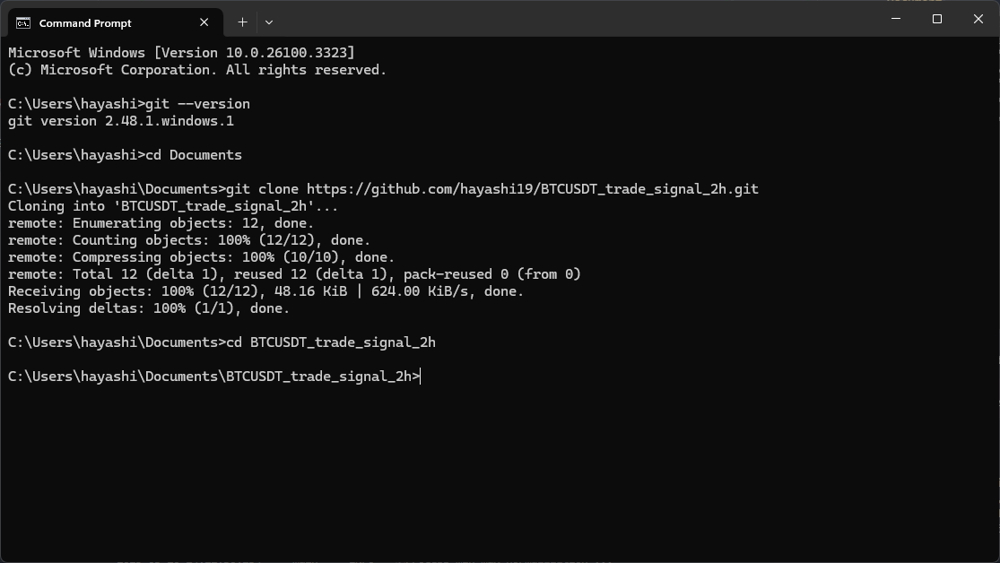 Command Prompt
Microsoft Windows [Version 10.0.26100.3323]
(c) Microsoft Corporation. All rights reserved.
C:\Users\hayashi>git --version
git version 2.48.1.windows.1
C:\Users\hayashi>cd Documents
C:\Users\hayashi\Documents>git clone https://github.com/hayashi19/BTCUSDT_trade_signal_2h.git
Cloning into 'BTCUSDT_trade_signal_2h'...
remote: Enumerating objects: 12, done.
remote: Counting objects: 100% (12/12), done.
remote: Compressing objects: 100% (10/10), done.
remote: Total 12 (delta 1), reused 12 (delta 1), pack-reused 0 (from 0)
Receiving objects: 100% (12/12), 48.16 KiB | 624.00 KiB/s, done.
Resolving deltas: 100% (1/1), done.
C:\Users\hayashi\Documents>cd BTCUSDT_trade_signal_2h
C:\Users\hayashi\Documents\BTCUSDT_trade_signal_2h>